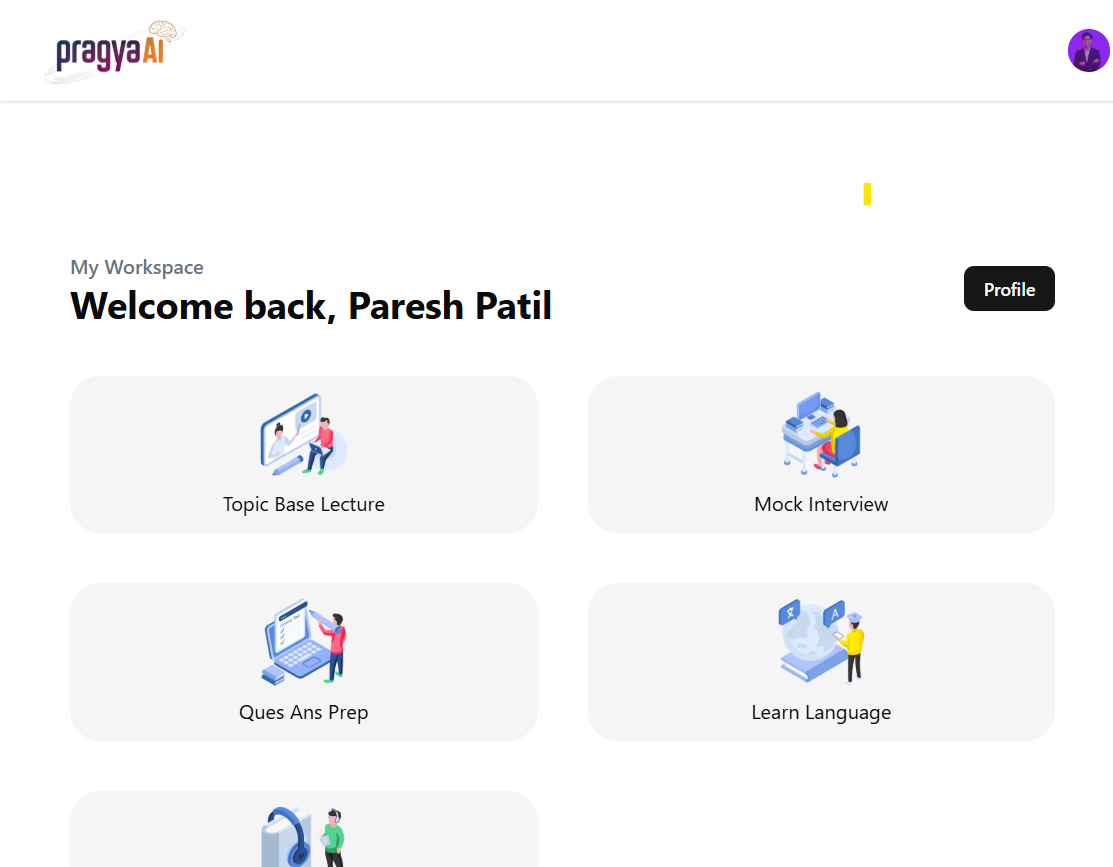 pragyaAI
My Workspace
Welcome back, Paresh Patil
Profile
Topic Base Lecture
Mock Interview
Ques Ans Prep
Learn Language
A